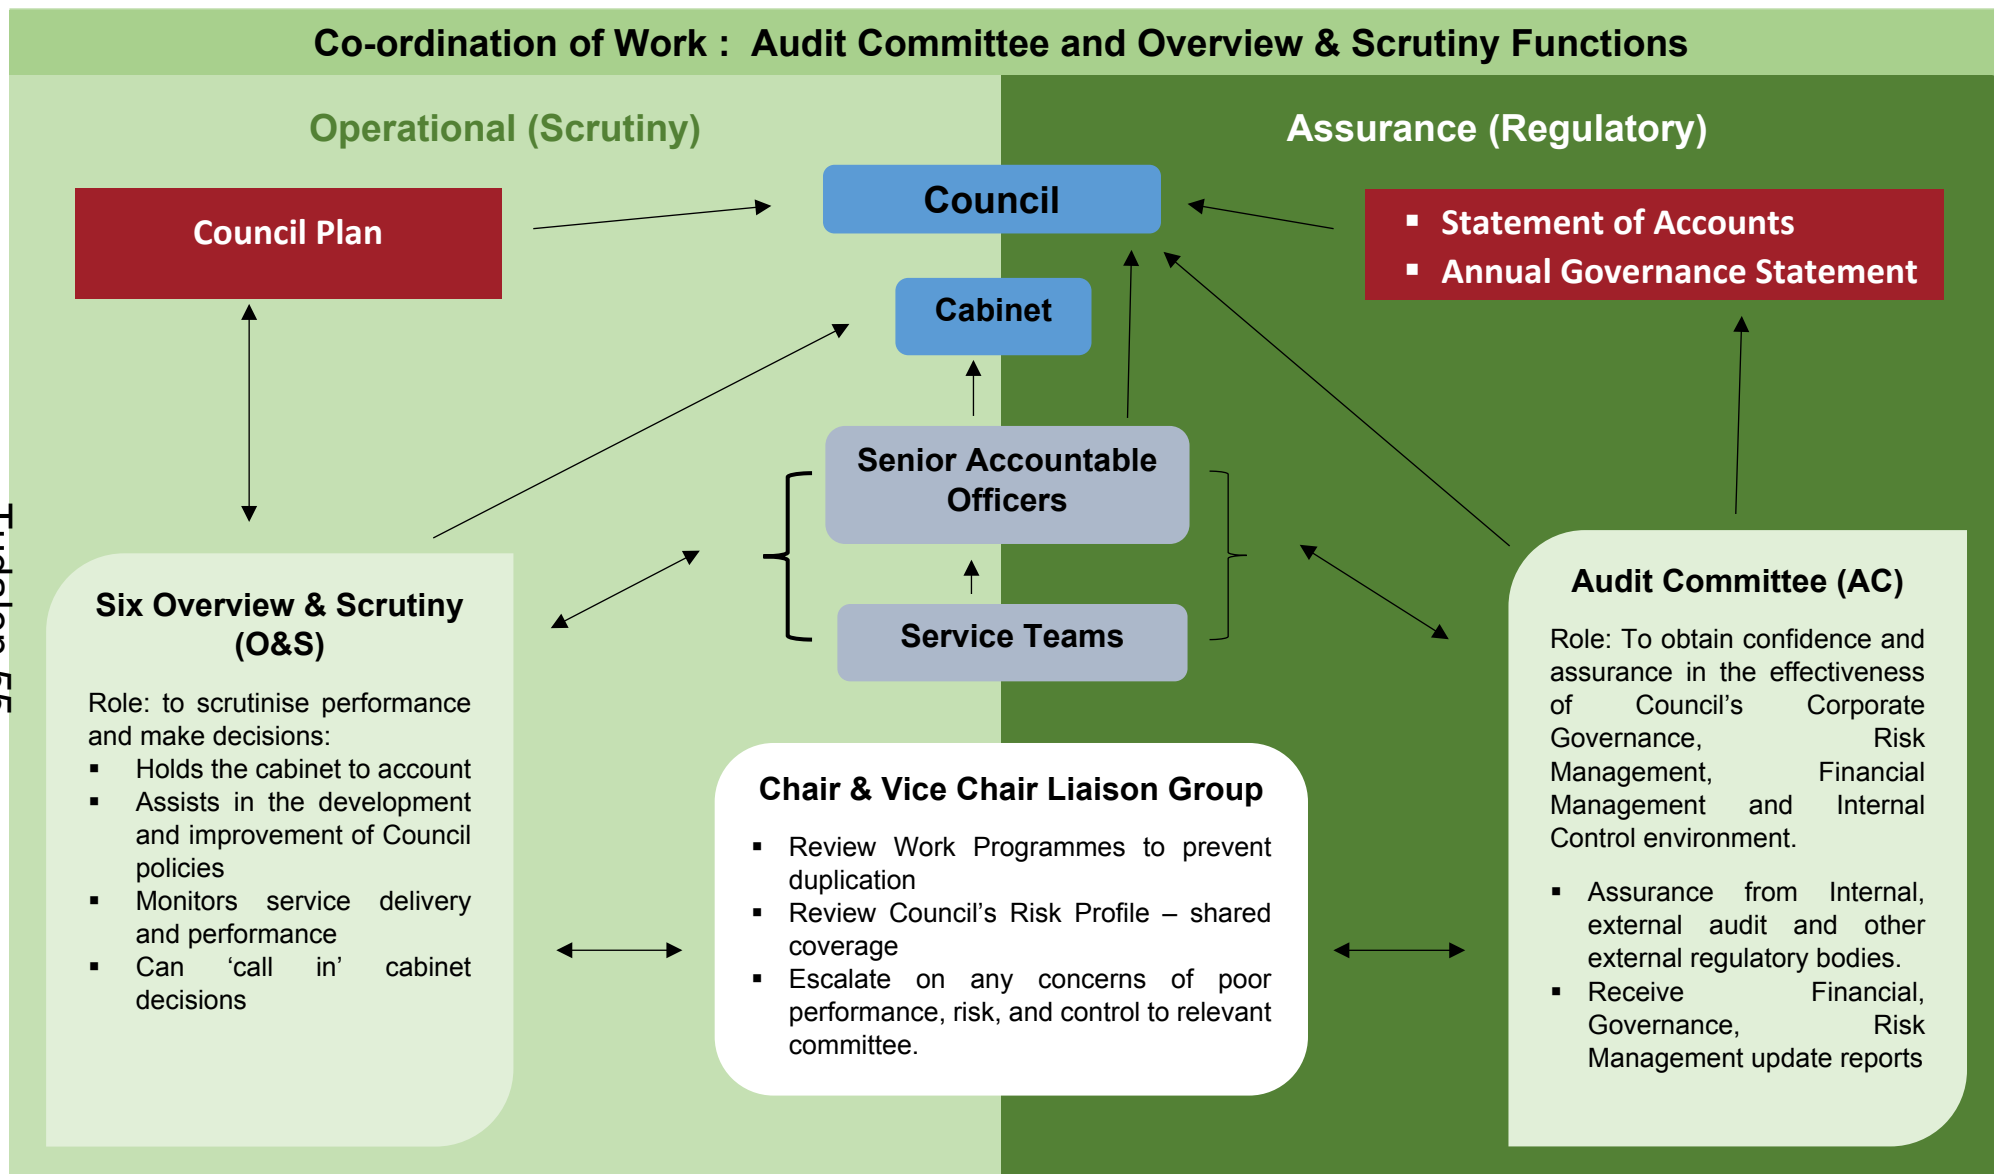 Co-ordination of Work : Audit Committee and Overview & Scrutiny Functions
Operational (Scrutiny)
Assurance (Regulatory)
Council Plan
Council
▪ Statement of Accounts
▪ Annual Governance Statement
Cabinet
Senior Accountable
Officers
Service Teams
Six Overview & Scrutiny
(O&S)
Role: to scrutinise performance
and make decisions:
▪ Holds the cabinet to account
▪ Assists in the development
and improvement of Council
policies
▪ Monitors service delivery
and performance
▪ Can ‘call in’ cabinet
decisions
Chair & Vice Chair Liaison Group
▪ Review Work Programmes to prevent
duplication
▪ Review Council’s Risk Profile – shared
coverage
▪ Escalate on any concerns of poor
performance, risk, and control to relevant
committee.
Audit Committee (AC)
Role: To obtain confidence and
assurance in the effectiveness
of Council’s Corporate
Governance, Risk
Management, Financial
Management and Internal
Control environment.
▪ Assurance from Internal,
external audit and other
external regulatory bodies.
▪ Receive Financial,
Governance, Risk
Management update reports
Tudalen 55